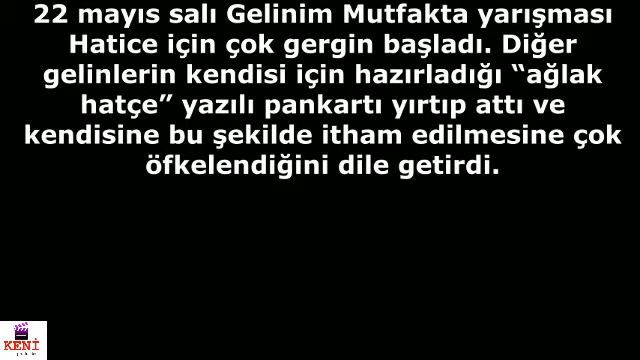 22 mayıs salı Gelinim Mutfakta yarışması
Hatice için çok gergin başladı. Diğer
gelinlerin kendisi için hazırladığı “ağlak
hatçe” yazılı pankartı yırtıp attı ve
kendisine bu şekilde itham edilmesine çok
öfkelendiğini dile getirdi.
KENİ